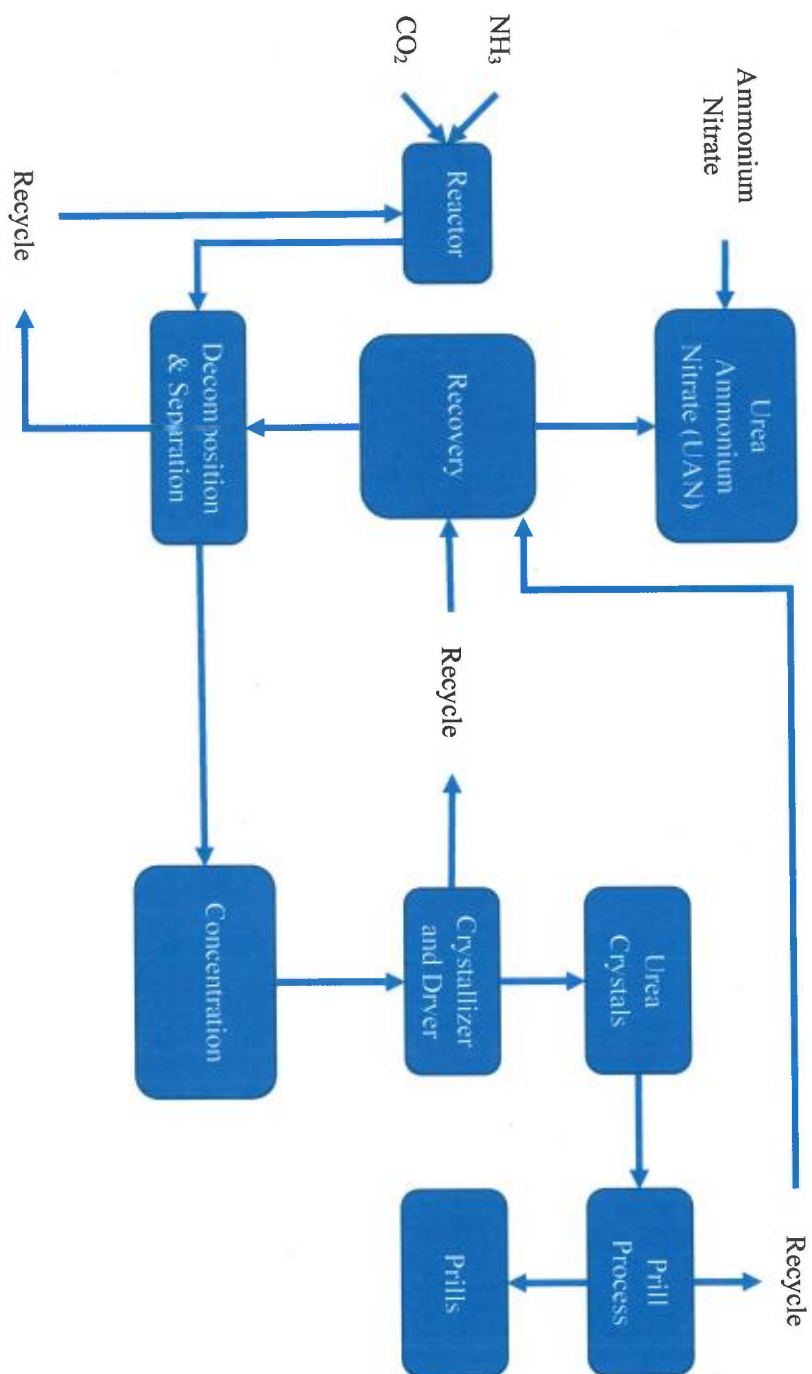 Recycle
Ammonium
Nitrate
Urea
Ammonium
Nitrate (UAN)
Urea
Crystals
Prill
Process
NH₃
CO₂
Reactor
Recovery
Recycle
Crystallizer
and Dryer
Prills
Decomposition
& Separation
Concentration
Recycle